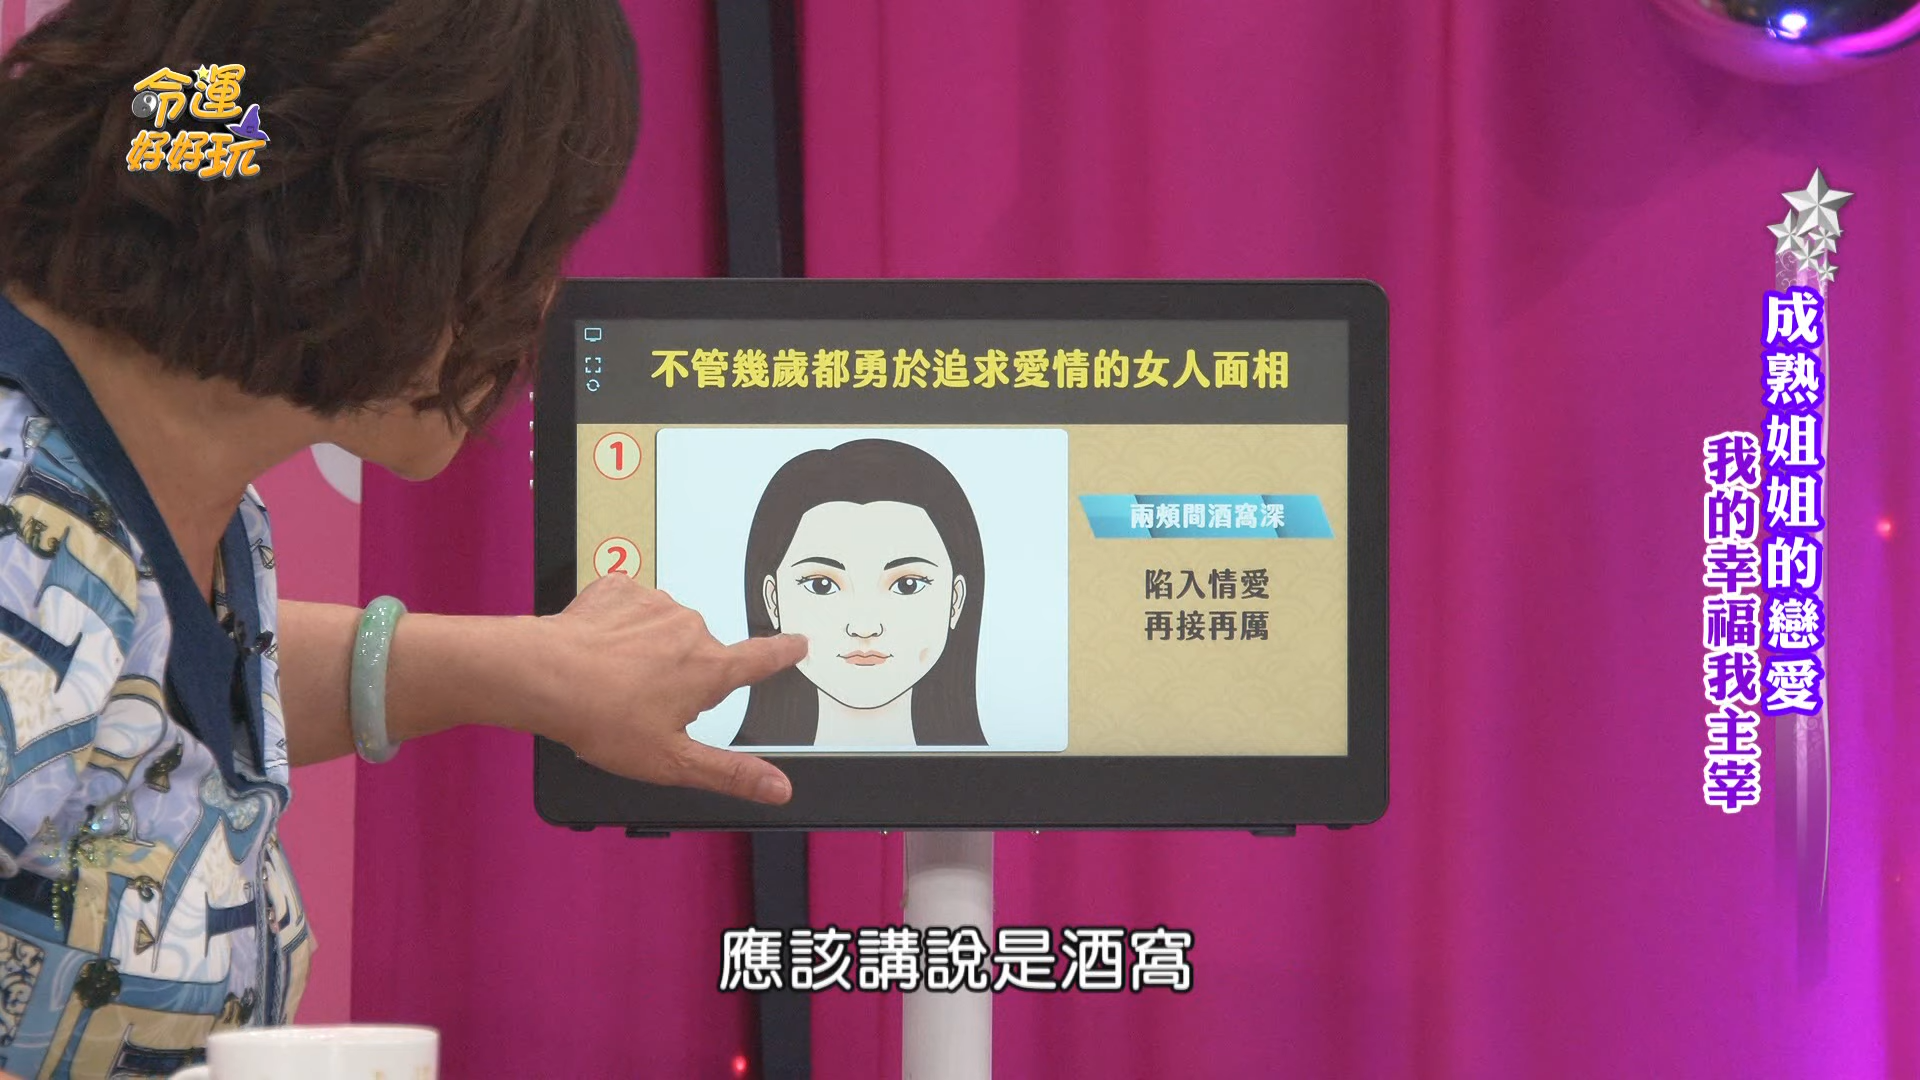 命運
好好玩
不管幾歲都勇於追求愛情的女人面相
1
2
兩頰間酒窩深
陷入情愛
再接再厲
成熟姐姐的戀愛
我的幸福我主宰
應該講說是酒窩